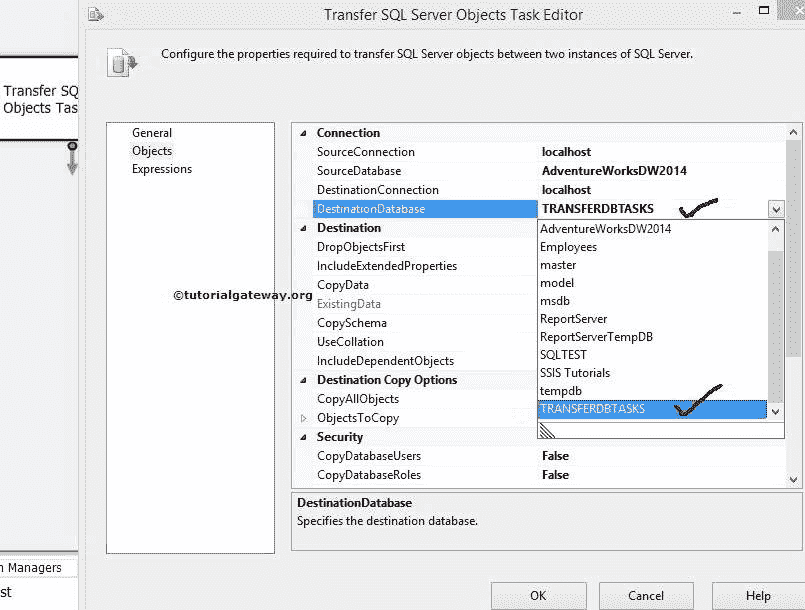 Transfer SQL Server Objects Task Editor
Configure the properties required to transfer SQL Server objects between two instances of SQL Server.
Transfer SQ
Objects Tas
General
Objects
Expressions
Connection
SourceConnection localhost
SourceDatabase AdventureWorksDW2014
DestinationConnection localhost
DestinationDatabase TRANSFERDBTASKS
Destination
DropObjectsFirst
IncludeExtendedProperties
CopyData
ExistingData
CopySchema
UseCollation
IncludeDependentObjects
Destination Copy Options
CopyAllObjects
ObjectsToCopy
Security
CopyDatabaseUsers False
CopyDatabaseRoles False
AdventureWorksDW2014
Employees
master
model
msdb
ReportServer
ReportServerTempDB
SQLTEST
SSIS Tutorials
tempdb
TRANSFERDBTASKS
©tutorialgateway.org
DestinationDatabase
Specifies the destination database.
n Managers
st
OK Cancel Help